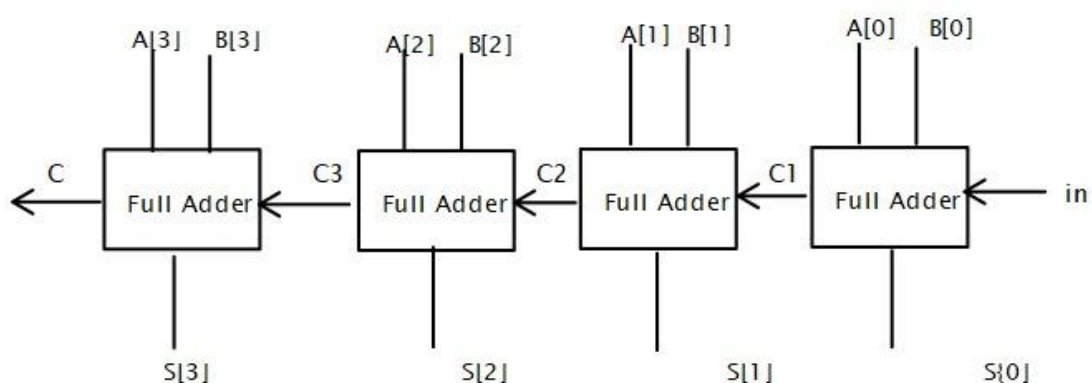 A[3] B[3] A[2] B[2] A[1] B[1] A[0] B[0]
C C3 C2 C1 in
Full Adder Full Adder Full Adder Full Adder
S[3] S[2] S[1] S{0]